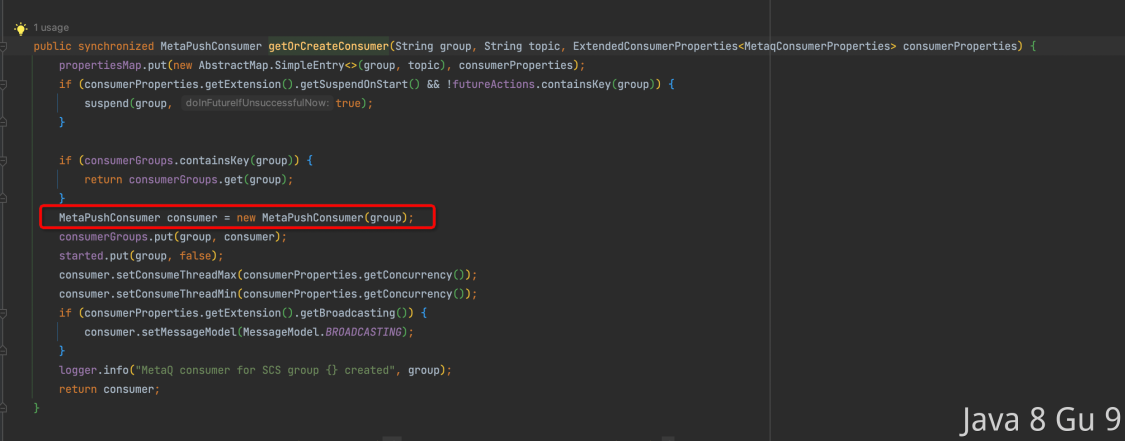 1 usage
public synchronized MetaPushConsumer getOrCreateConsumer(String group, String topic, ExtendedConsumerProperties<MetaqConsumerProperties> consumerProperties) {
propertiesMap.put(new AbstractMap.SimpleEntry<>(group, topic), consumerProperties);
if (consumerProperties.getExtension().getSuspendOnStart() && !futureActions.containsKey(group)) {
suspend(group, doInFutureIfUnsuccessfulNow: true);
}
if (consumerGroups.containsKey(group)) {
return consumerGroups.get(group);
}
MetaPushConsumer consumer = new MetaPushConsumer(group);
consumerGroups.put(group, consumer);
started.put(group, false);
consumer.setConsumeThreadMax(consumerProperties.getConcurrency());
consumer.setConsumeThreadMin(consumerProperties.getConcurrency());
if (consumerProperties.getExtension().getBroadcasting()) {
consumer.setMessageModel(MessageModel.BROADCASTING);
}
logger.info("MetaQ consumer for SCS group {} created", group);
return consumer;
}
Java 8 Gu 9